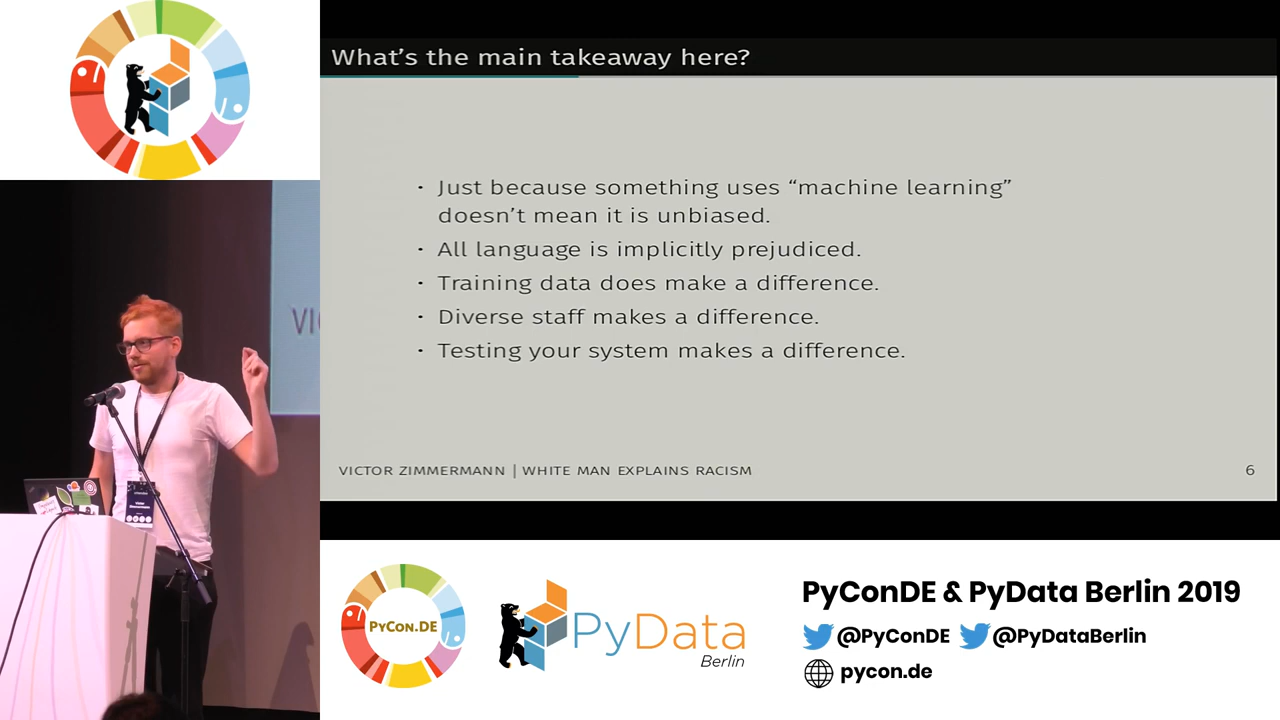 What's the main takeaway here?
• Just because something uses “machine learning”
doesn't mean it is unbiased.
• All language is implicitly prejudiced.
• Training data does make a difference.
• Diverse staff makes a difference.
• Testing your system makes a difference.
VICTOR ZIMMERMANN | WHITE MAN EXPLAINS RACISM
6
VI
PYCON.DE
PyData
Berlin
PyConDE & PyData Berlin 2019
@PyConDE @PyDataBerlin
pycon.de